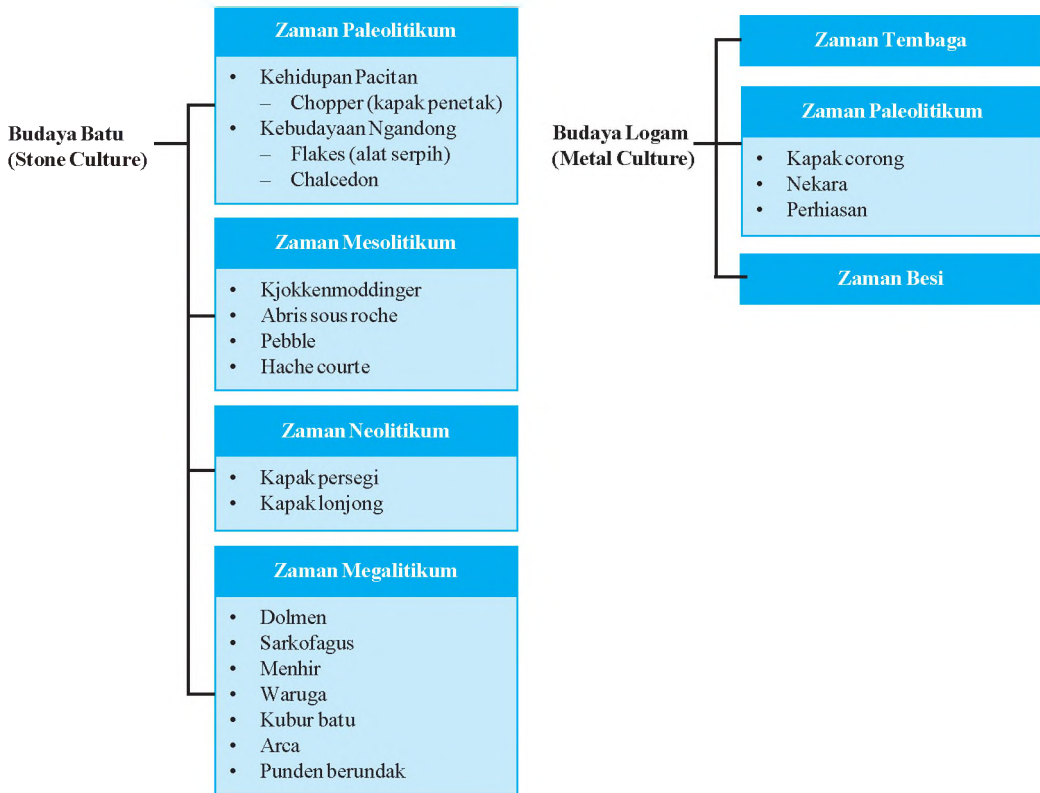 Budaya Batu
(Stone Culture)
Zaman Paleolitikum
• Kehidupan Pacitan
– Chopper (kapak penetak)
• Kebudayaan Ngandong
– Flakes (alat serpih)
– Chalcedon
Zaman Mesolitikum
• Kjokkenmoddinger
• Abris sous roche
• Pebble
• Hache courte
Zaman Neolitikum
• Kapak persegi
• Kapak lonjong
Zaman Megalitikum
• Dolmen
• Sarkofagus
• Menhir
• Waruga
• Kubur batu
• Arca
• Punden berundak
Budaya Logam
(Metal Culture)
Zaman Tembaga
Zaman Paleolitikum
• Kapak corong
• Nekara
• Perhiasan
Zaman Besi